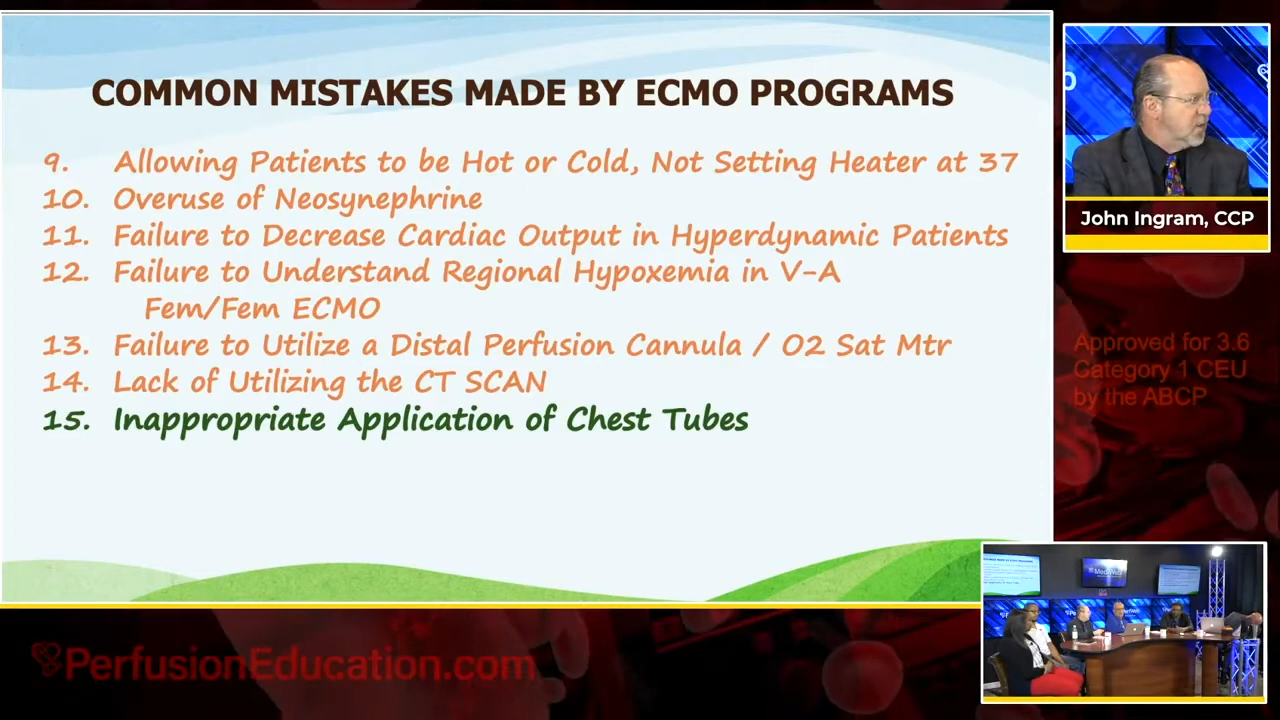 COMMON MISTAKES MADE BY ECMO PROGRAMS
9. Allowing Patients to be Hot or Cold, Not Setting Heater at 37
10. Overuse of Neosynephrine
11. Failure to Decrease Cardiac Output in Hyperdynamic Patients
12. Failure to Understand Regional Hypoxemia in V-A
Fem/Fem ECMO
13. Failure to Utilize a Distal Perfusion Cannula / O2 Sat Mtr
14. Lack of Utilizing the CT SCAN
15. Inappropriate Application of Chest Tubes
John Ingram, CCP
Approved for 3.6
Category 1 CEU
by the ABCP
PerfusionEducation.com